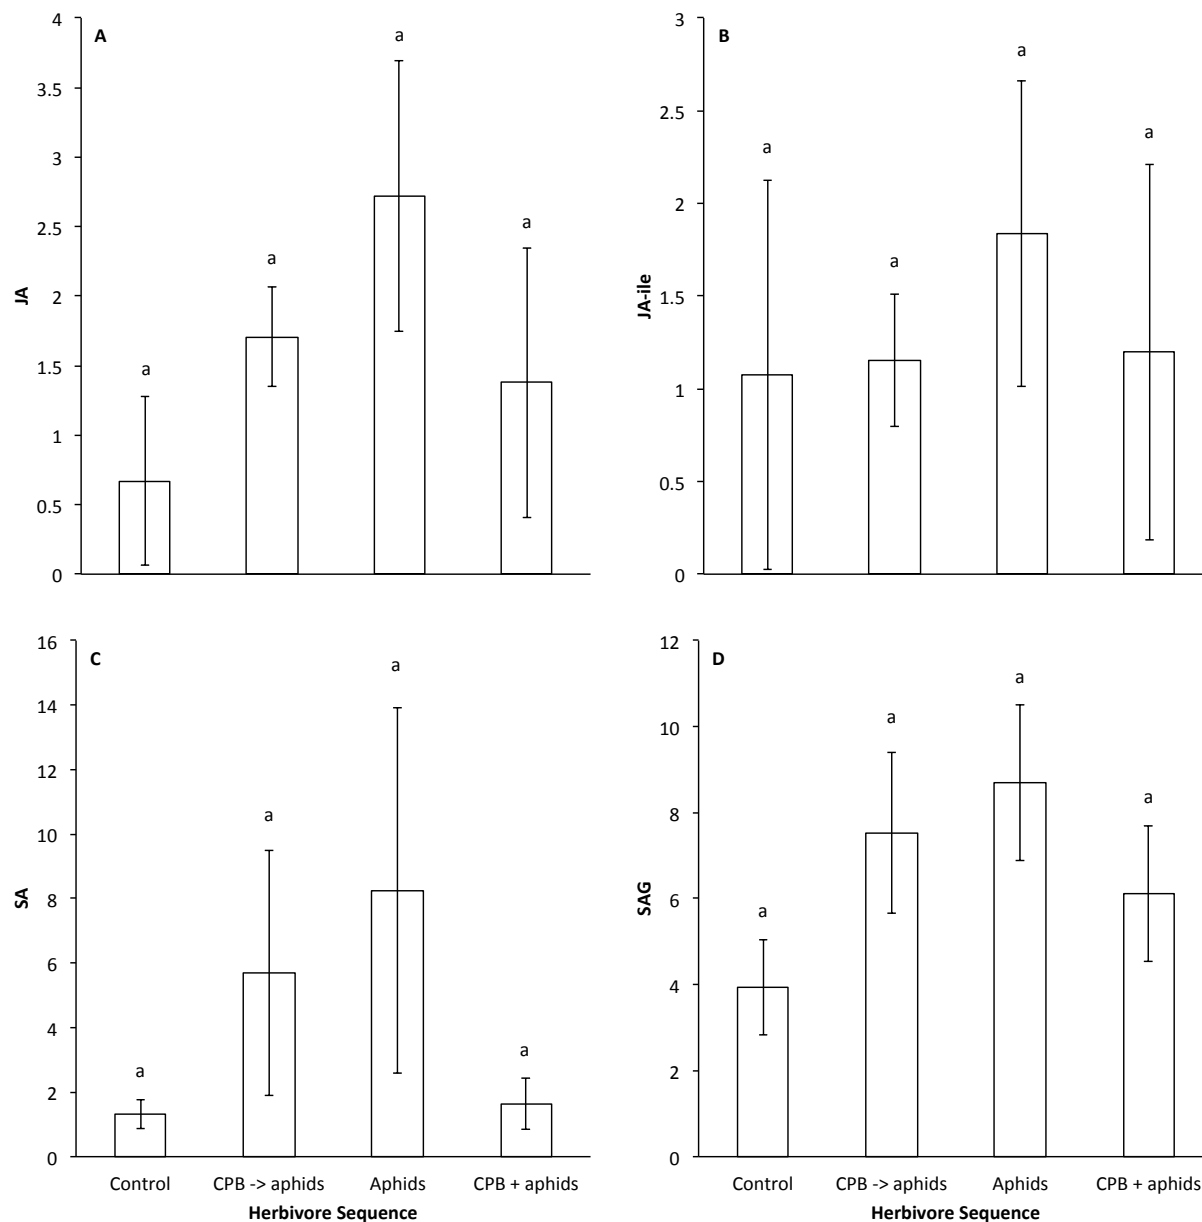 A
4
3.5
3
2.5
2
1.5
1
0.5
0
JA
a
a
a
a
B
3
2.5
2
1.5
1
0.5
0
JA-ile
a
a
a
a
C
16
14
12
10
8
6
4
2
0
SA
a
a
a
a
Control CPB -> aphids Aphids CPB + aphids
Herbivore Sequence
D
12
10
8
6
4
2
0
SAG
a
a
a
a
Control CPB -> aphids Aphids CPB + aphids
Herbivore Sequence